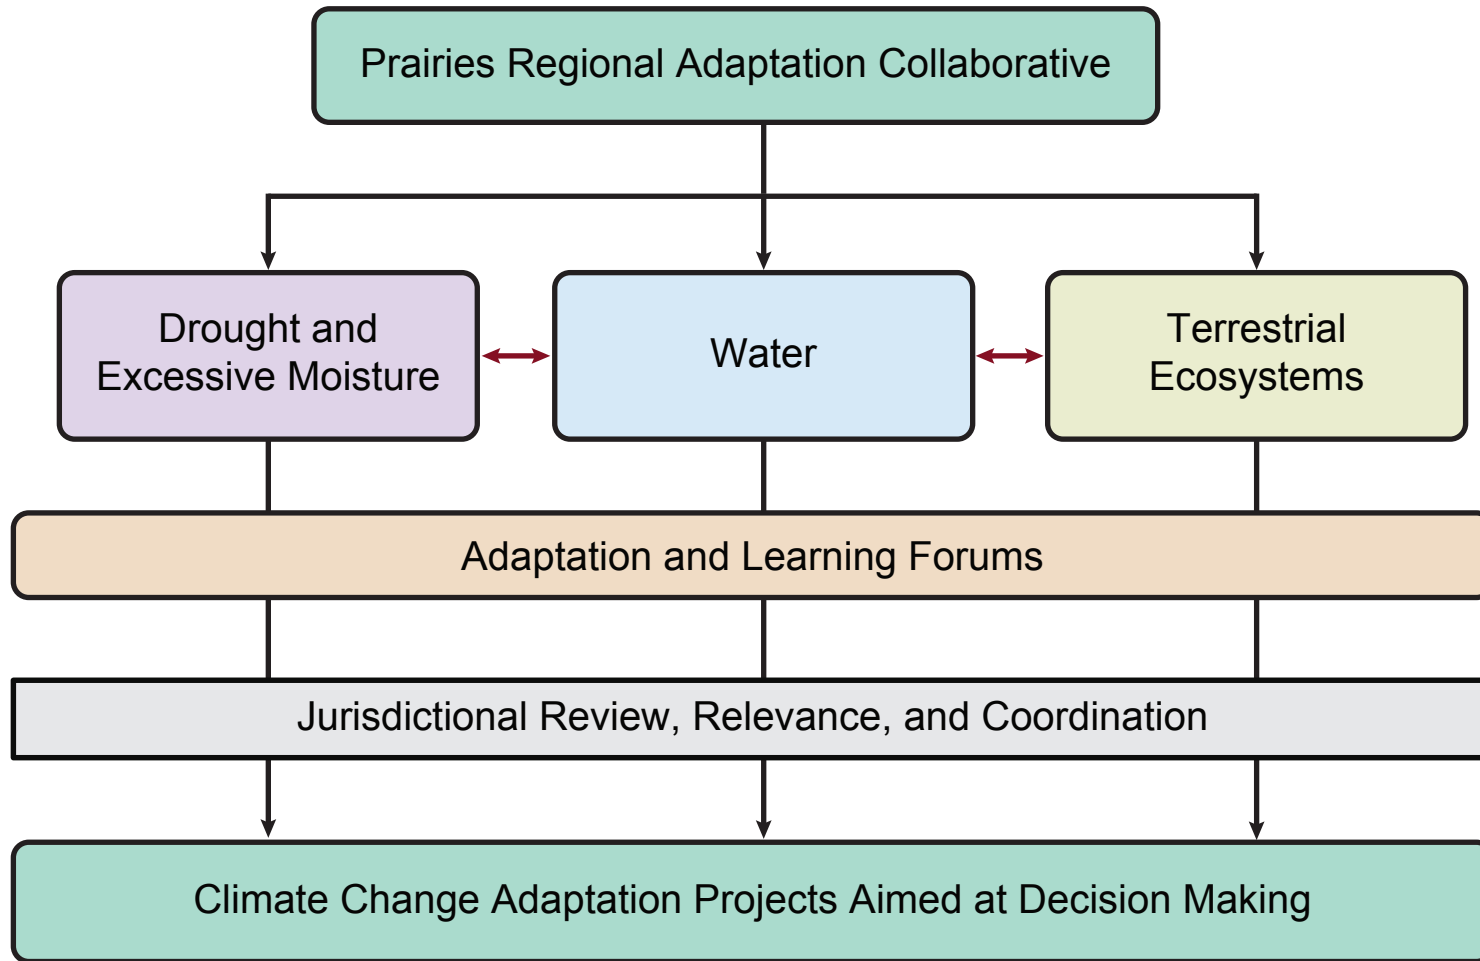 Prairies Regional Adaptation Collaborative
Drought and
Excessive Moisture
Water
Terrestrial
Ecosystems
Adaptation and Learning Forums
Jurisdictional Review, Relevance, and Coordination
Climate Change Adaptation Projects Aimed at Decision Making